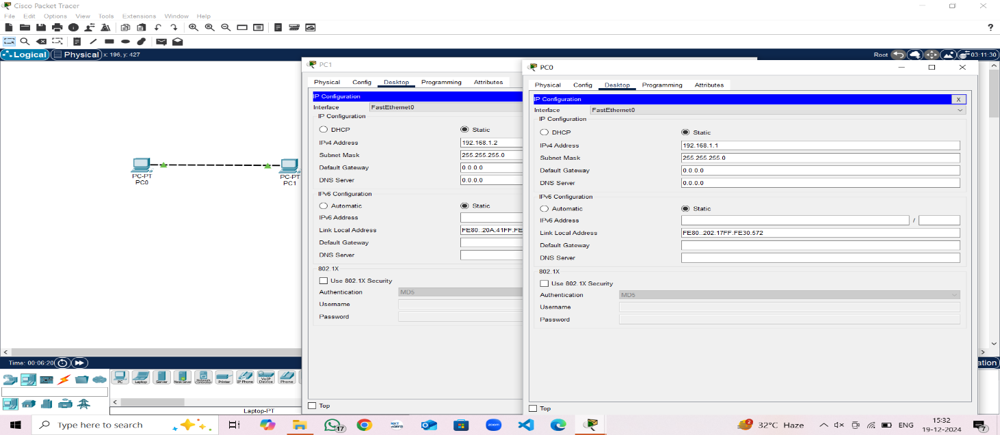 Cisco Packet Tracer
File Edit Options View Tools Extensions Window Help
?
Logical Physical x: 196, y: 427
Root 03:11:30
PC-PT
PC0
PC-PT
PC1
PC1
Physical Config Desktop Programming Attributes
IP Configuration
Interface FastEthernet0
IP Configuration
DHCP Static
IPv4 Address 192.168.1.2
Subnet Mask 255.255.255.0
Default Gateway 0.0.0.0
DNS Server 0.0.0.0
IPv6 Configuration
Automatic Static
IPv6 Address
Link Local Address FE80::20A:41FF:FE
Default Gateway
DNS Server
802.1X
Use 802.1X Security
Authentication MD5
Username
Password
Top
PC0
Physical Config Desktop Programming Attributes
IP Configuration X
Interface FastEthernet0
IP Configuration
DHCP Static
IPv4 Address 192.168.1.1
Subnet Mask 255.255.255.0
Default Gateway 0.0.0.0
DNS Server 0.0.0.0
IPv6 Configuration
Automatic Static
IPv6 Address /
Link Local Address FE80::202:17FF:FE30:572
Default Gateway
DNS Server
802.1X
Use 802.1X Security
Authentication MD5
Username
Password
Top
Time: 00:06:20
ation
PC Laptop Server Printer IP Phone VoIP Device Phone
Laptop-PT
Type here to search
17
zoom
2
32°C Haze
ENG
15:32
19-12-2024
7